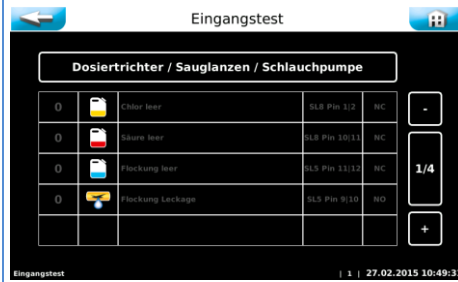 Eingangstest
Dosiertrichter / Sauglanzen / Schlauchpumpe
0 Chlor leer SL8 Pin 1|2 NC
-
0 Säure leer SL8 Pin 10|11 NC
0 Flockung leer SL5 Pin 11|12 NC
1/4
0 Flockung Leckage SL5 Pin 9|10 NO
+
Eingangstest | 1 | 27.02.2015 10:49:3